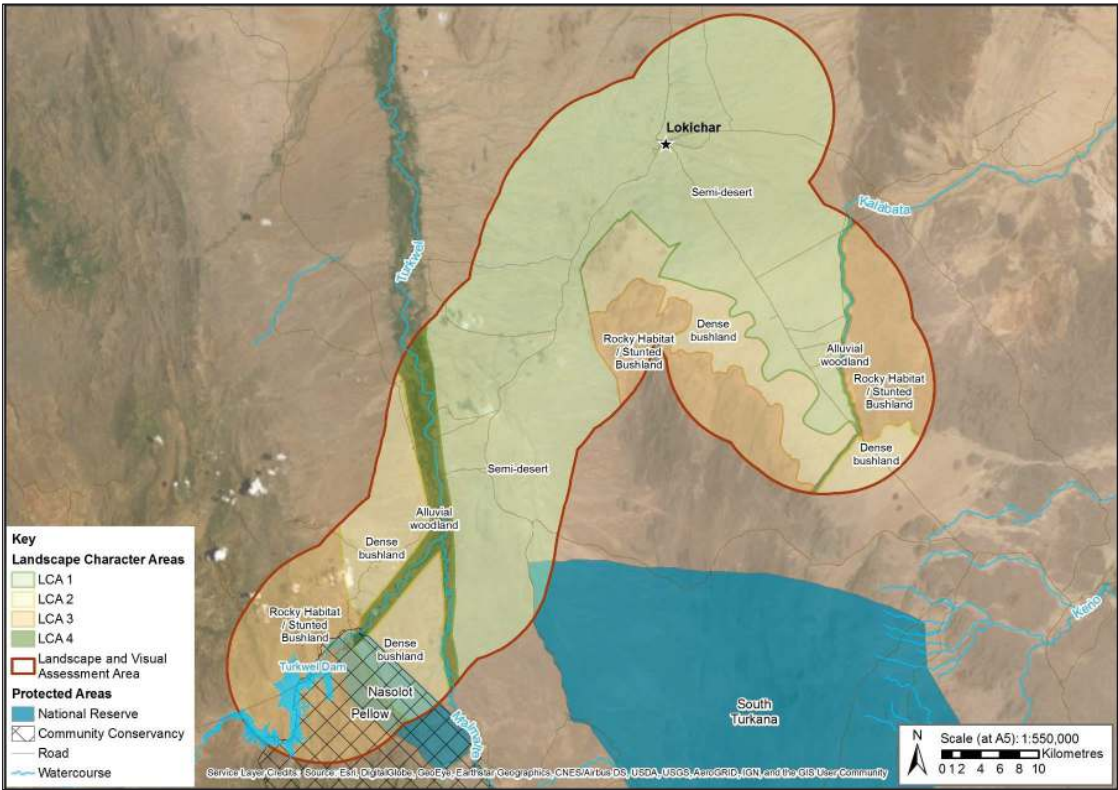 Lokichar
Semi-desert
Kalabata
Turkwel
Rocky Habitat
/ Stunted
Bushland
Dense
bushland
Alluvial
woodland
Rocky Habitat
/ Stunted
Bushland
Dense
bushland
Semi-desert
Alluvial
woodland
Dense
bushland
Rocky Habitat
/ Stunted
Bushland
Dense
bushland
Turkwel Dam
Nasolot
Pellow
Malmalte
South
Turkana
Kerio
Key
Landscape Character Areas
LCA 1
LCA 2
LCA 3
LCA 4
Landscape and Visual
Assessment Area
Protected Areas
National Reserve
Community Conservancy
Road
Watercourse
N
Scale (at A5): 1:550,000
Kilometres
0 1 2 4 6 8 10
Service Layer Credits: Source: Esri, DigitalGlobe, GeoEye, Earthstar Geographics, CNES/Airbus DS, USDA, USGS, AeroGRID, IGN, and the GIS User Community